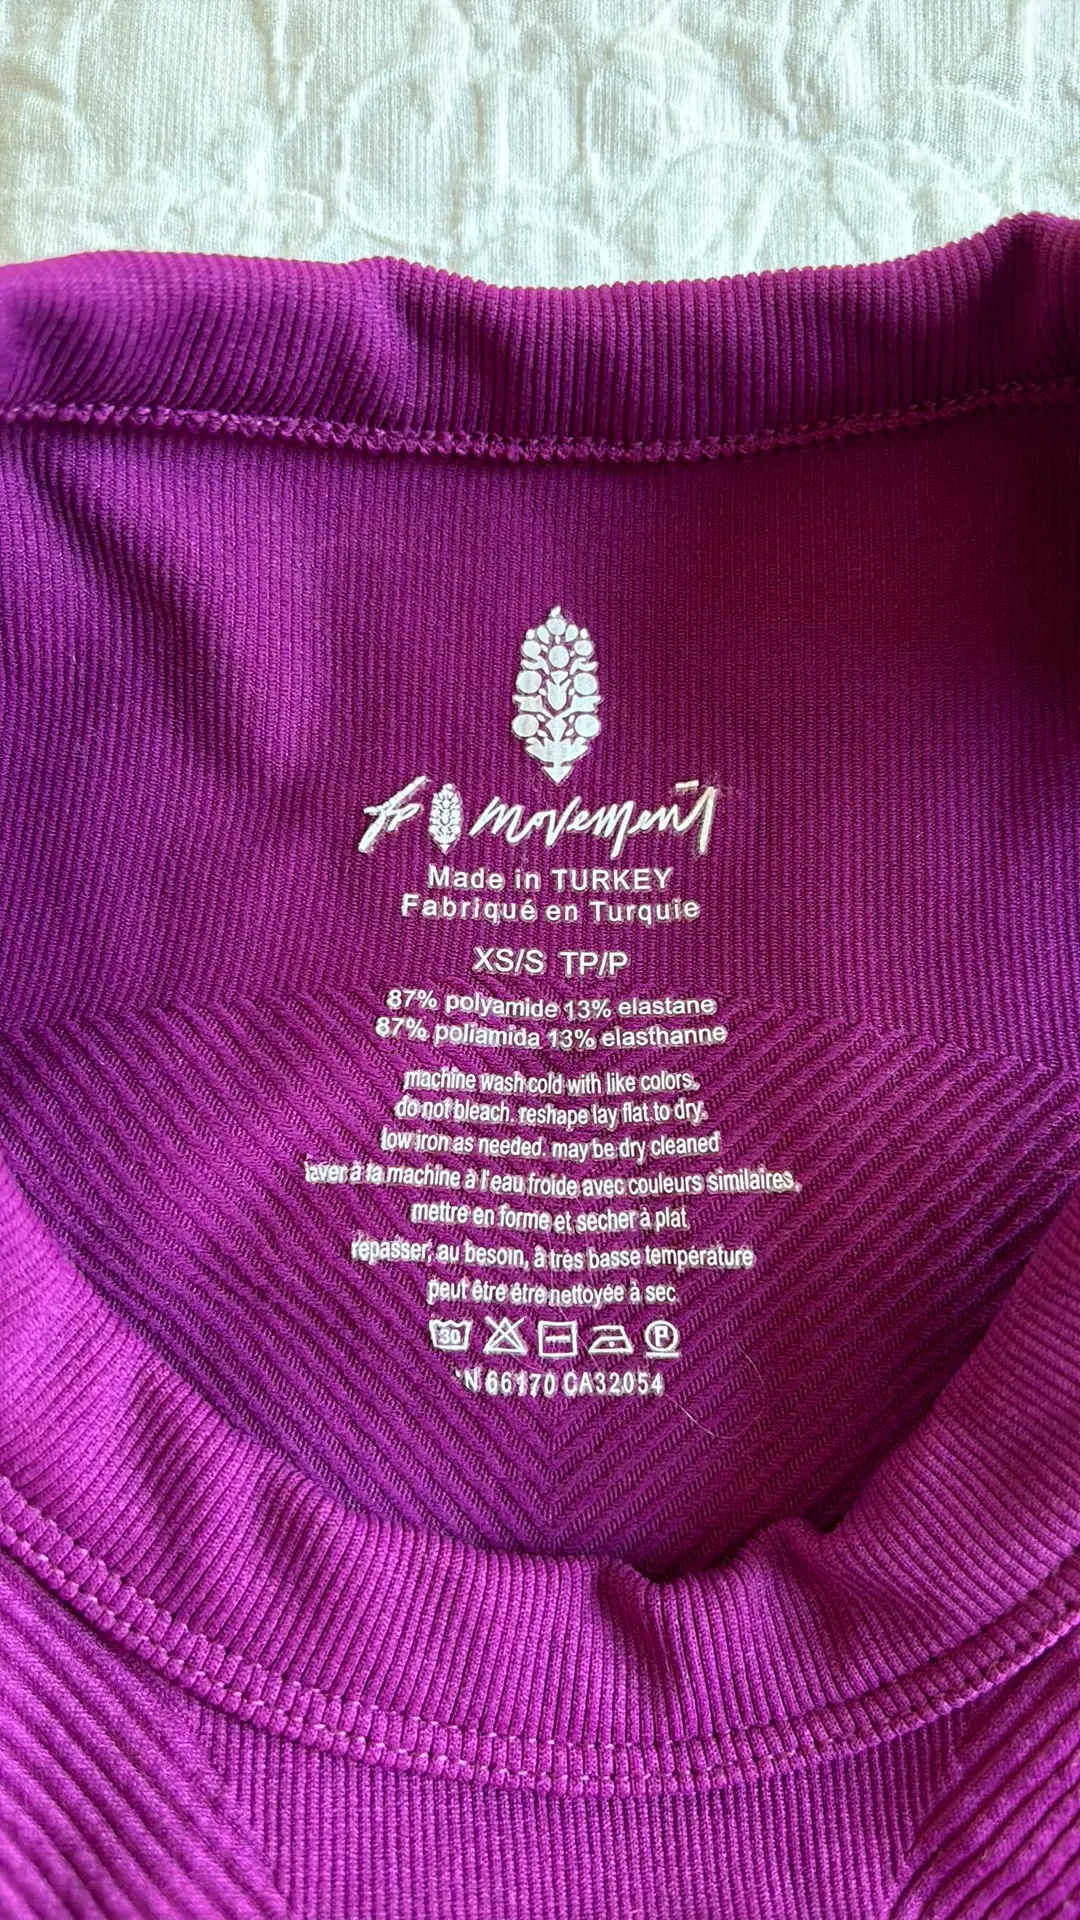 fp movement
Made in TURKEY
Fabriqué en Turquie
XS/S TP/P
87% polyamide 13% elastane
87% poliamida 13% elasthanne
machine wash cold with like colors.
do not bleach. reshape lay flat to dry.
low iron as needed. may be dry cleaned
laver à la machine à l'eau froide avec couleurs similaires,
mettre en forme et secher à plat
repasser, au besoin, à très basse température
peut être être nettoyée à sec
30 P
66170 CA32054